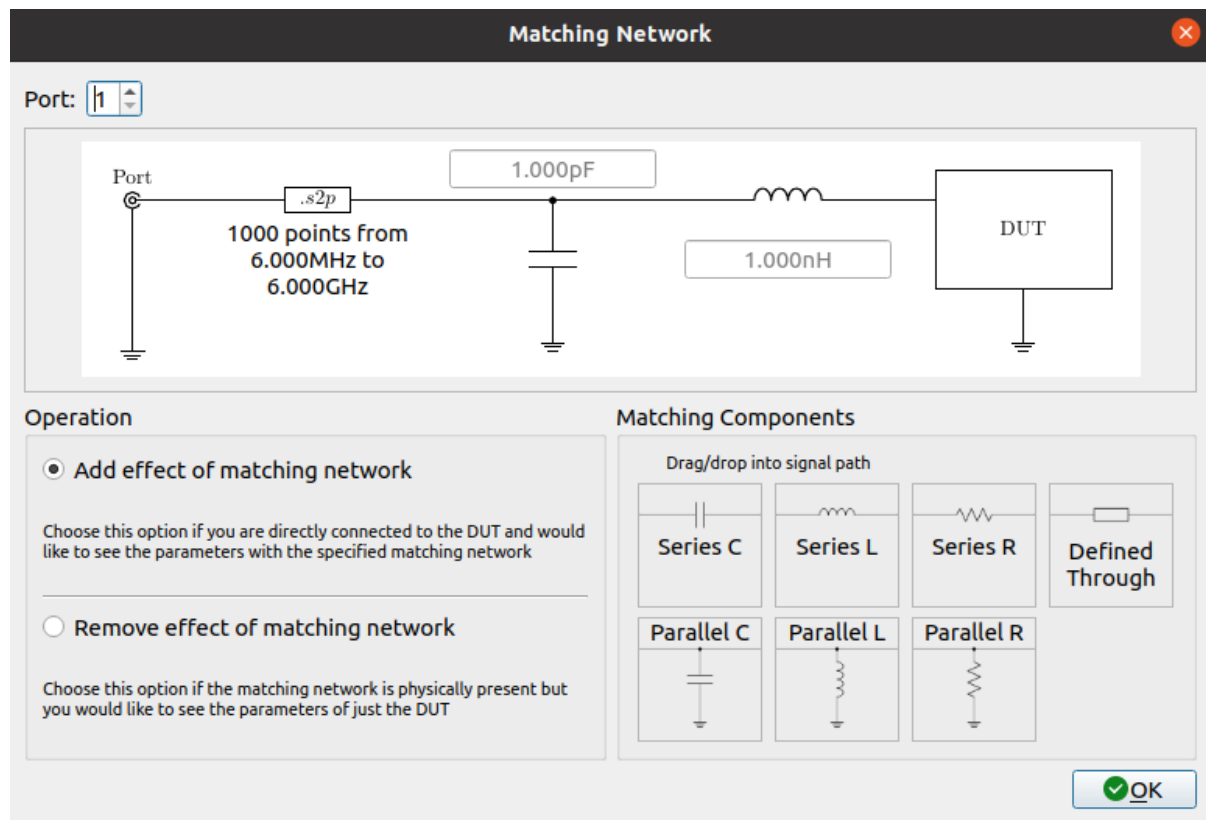 Matching Network
Port: 1
Port
1.000pF
.s2p
1000 points from
6.000MHz to
6.000GHz
1.000nH
DUT
Operation
Add effect of matching network
Choose this option if you are directly connected to the DUT and would
like to see the parameters with the specified matching network
Remove effect of matching network
Choose this option if the matching network is physically present but
you would like to see the parameters of just the DUT
Matching Components
Drag/drop into signal path
Series C
Series L
Series R
Defined
Through
Parallel C
Parallel L
Parallel R
OK